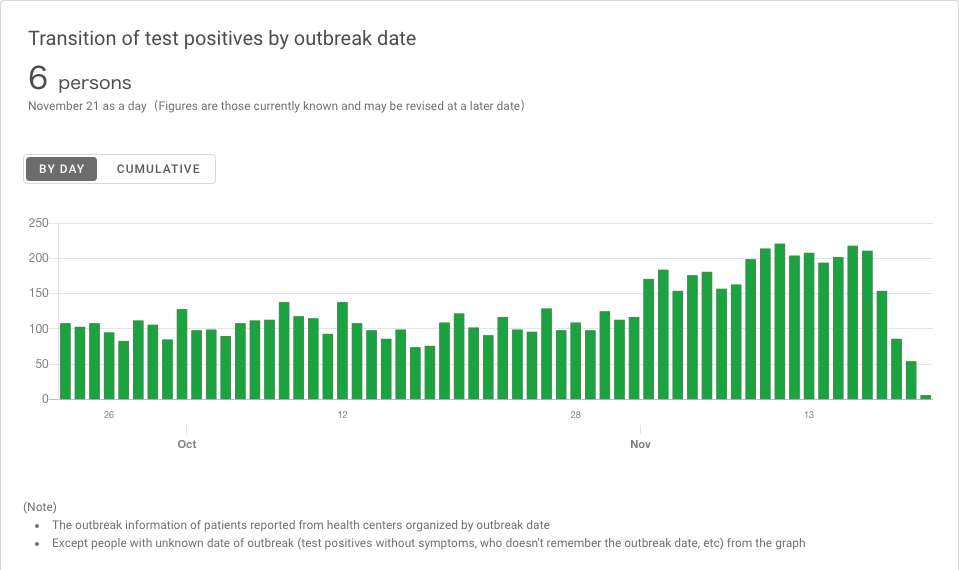 Transition of test positives by outbreak date
6 persons
November 21 as a day（Figures are those currently known and may be revised at a later date）
BY DAY CUMULATIVE
250
200
150
100
50
0
26 12 28 13
Oct Nov
(Note)
• The outbreak information of patients reported from health centers organized by outbreak date
• Except people with unknown date of outbreak (test positives without symptoms, who doesn't remember the outbreak date, etc) from the graph